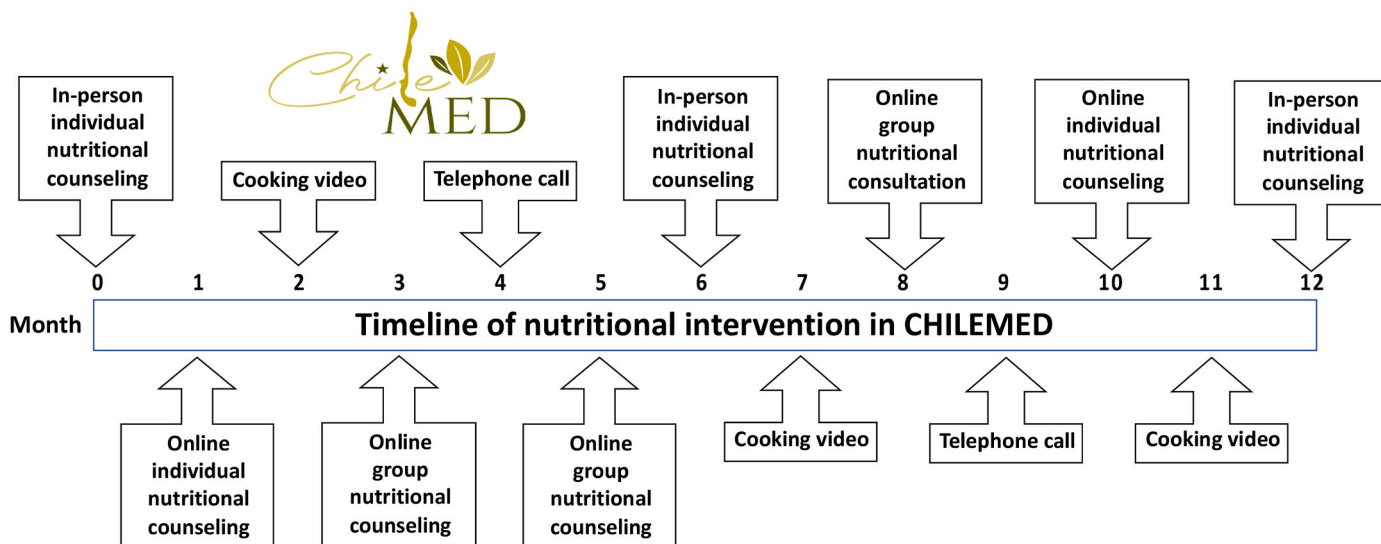 Chile
MED
In-person
individual
nutritional
counseling
Cooking video
Telephone call
In-person
individual
nutritional
counseling
Online
group
nutritional
consultation
Online
individual
nutritional
counseling
In-person
individual
nutritional
counseling
0 1 2 3 4 5 6 7 8 9 10 11 12
Month
Timeline of nutritional intervention in CHILEMED
Online
individual
nutritional
counseling
Online
group
nutritional
counseling
Online
group
nutritional
counseling
Cooking video
Telephone call
Cooking video